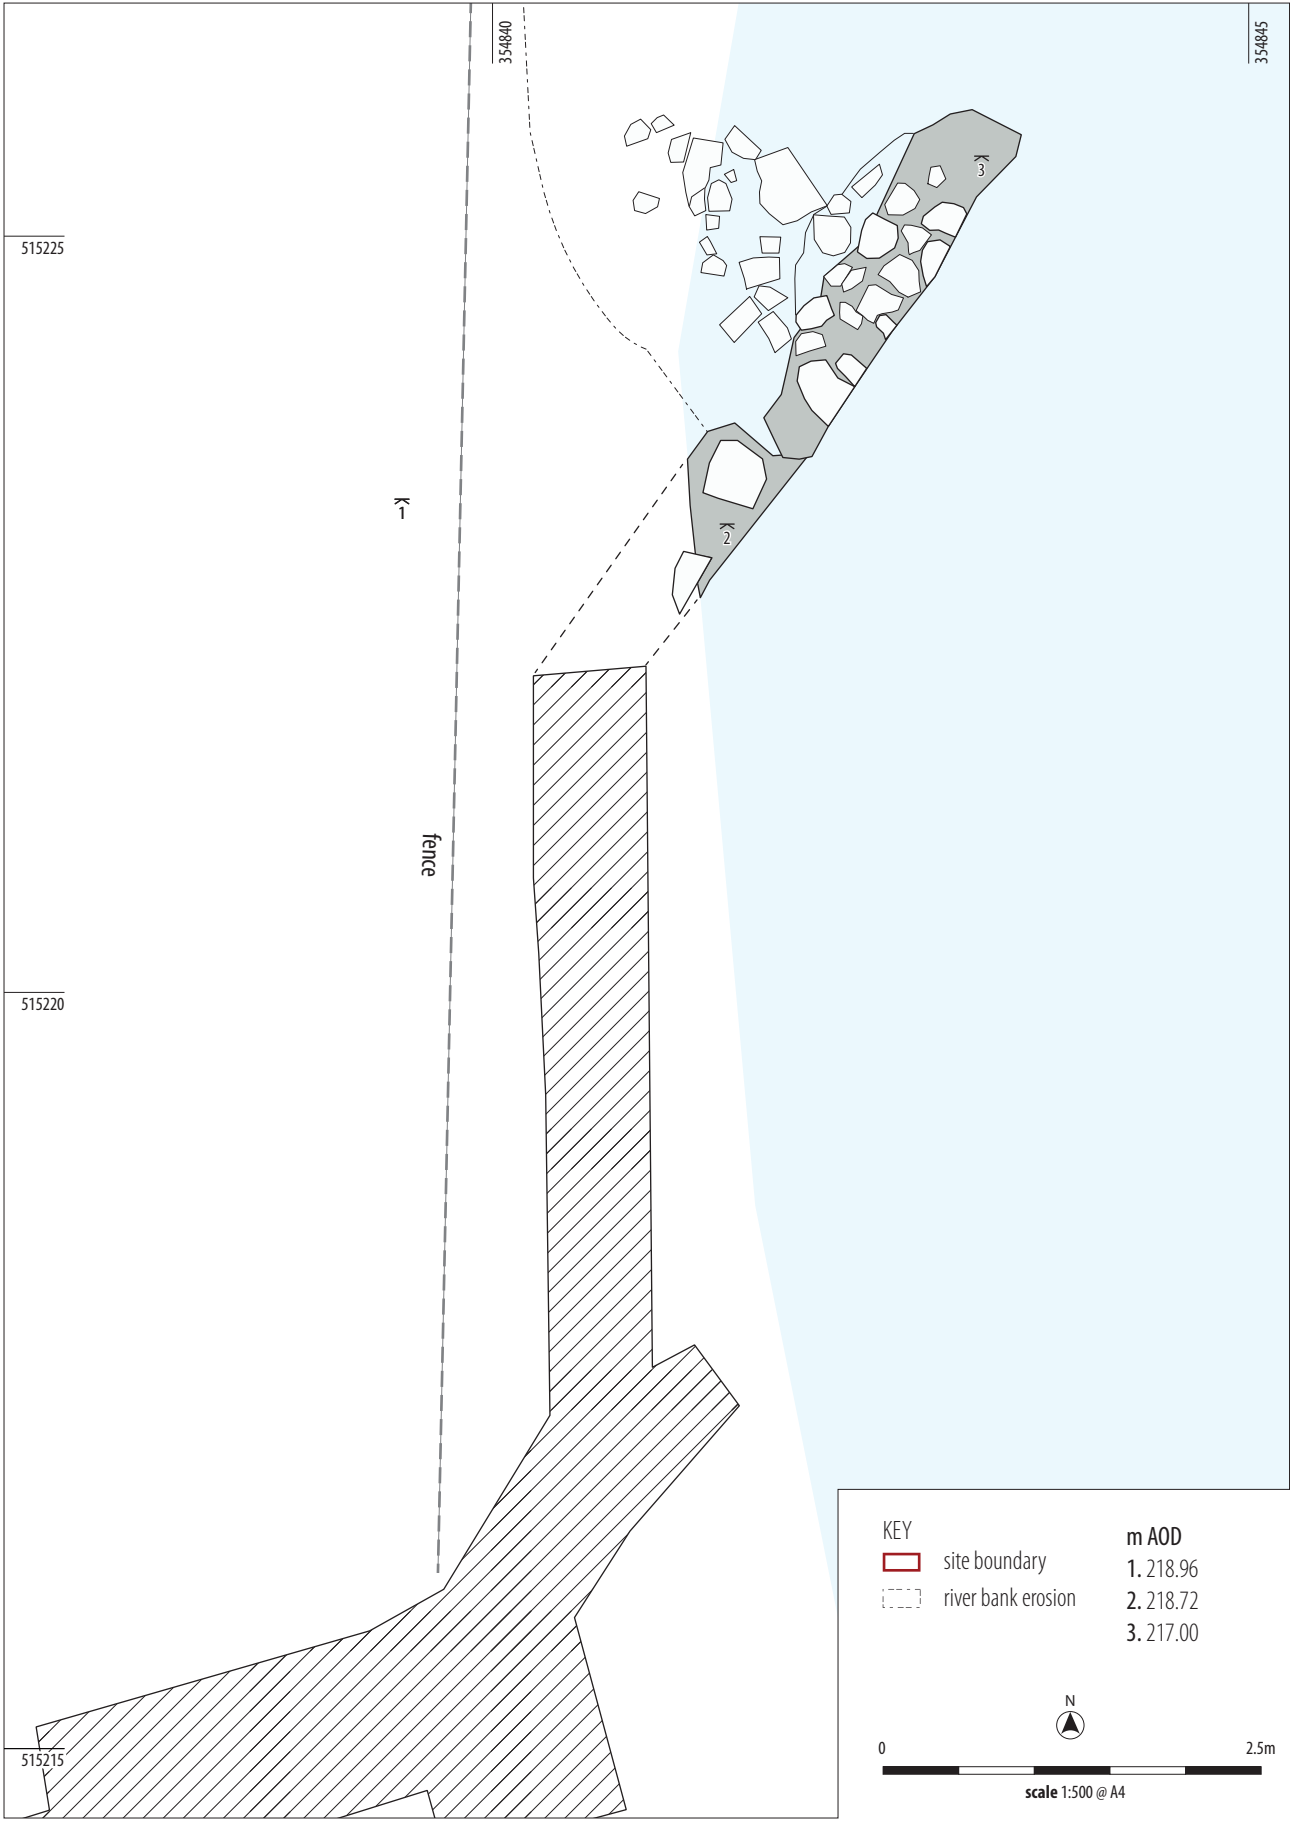 354840
354845
515225
3
1
2
fence
515220
515215
KEY
site boundary
river bank erosion
m AOD
1. 218.96
2. 218.72
3. 217.00
N
0 2.5m
scale 1:500 @ A4